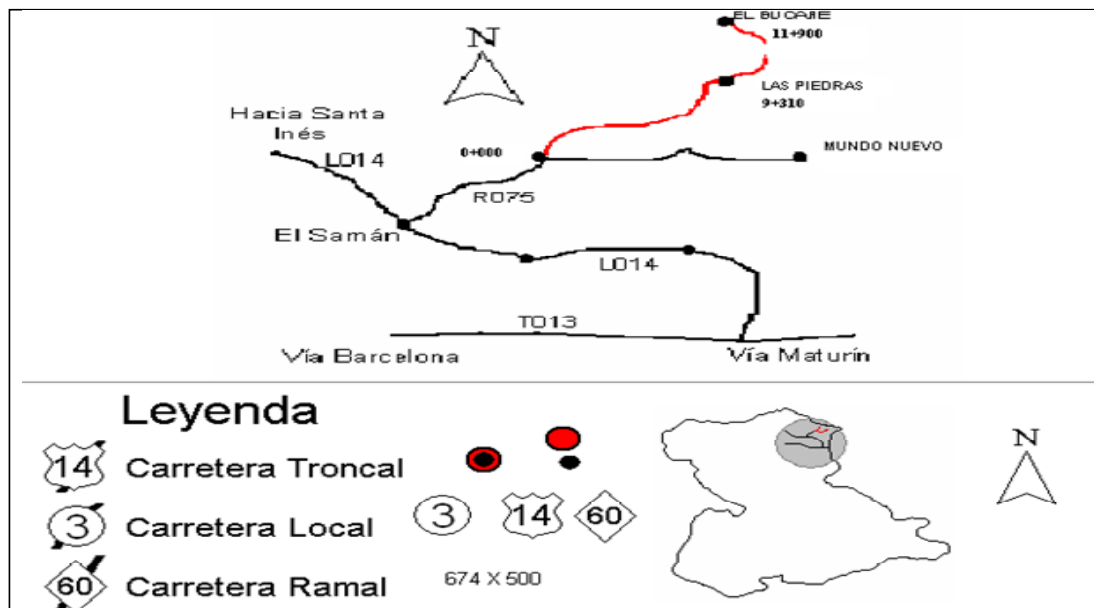 EL BUCARE
11+900
N
LAS PIEDRAS
9+310
Hacia Santa
Inés
L014
0+000
MUNDO NUEVO
R075
El Samán
L014
T013
Vía Barcelona
Vía Maturín
Leyenda
14 Carretera Troncal
3 Carretera Local
60 Carretera Ramal
3 14 60
674 X 500
N